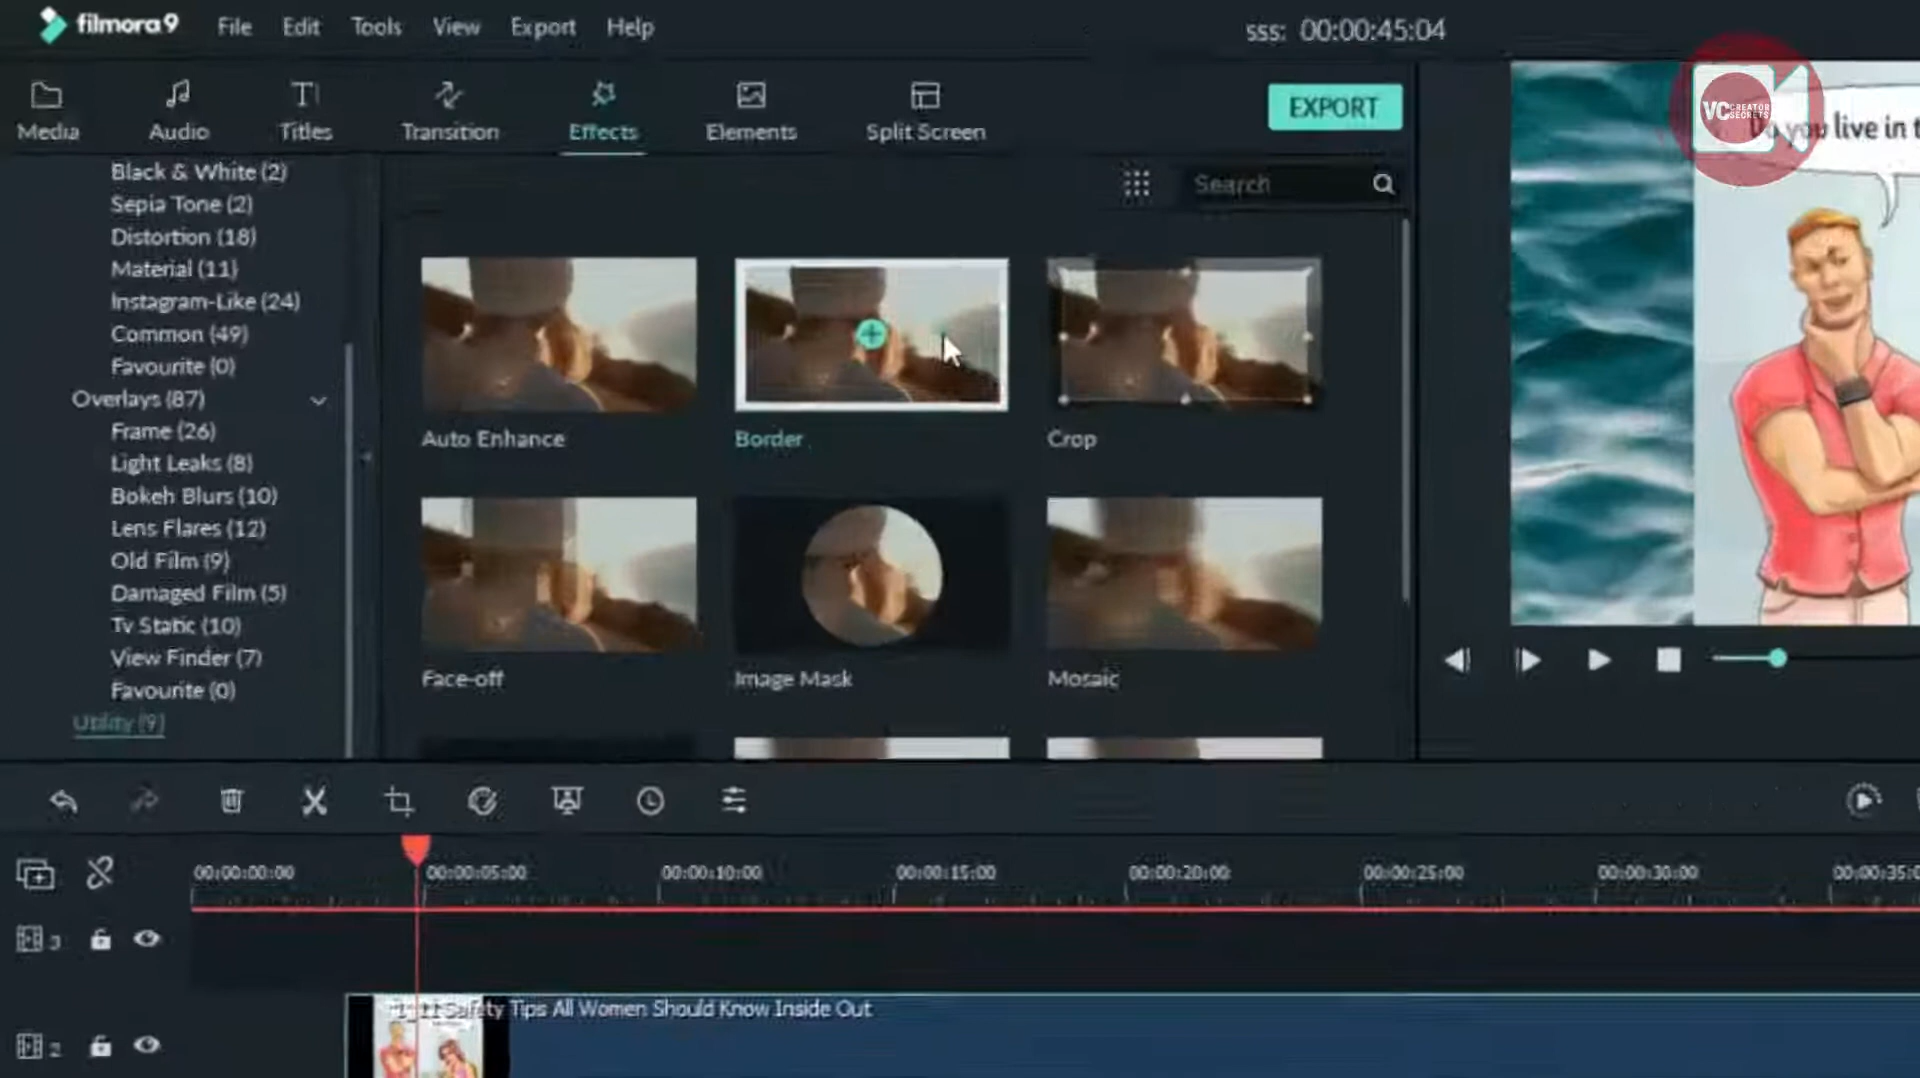 filmora9 File Edit Tools View Export Help
sss: 00:00:45:04
Media Audio Titles Transition Effects Elements Split Screen
EXPORT
VC CREATOR SECRETS
Do you live in t
Search
Black & White (2)
Sepia Tone (2)
Distortion (18)
Material (11)
Instagram-Like (24)
Common (49)
Favourite (0)
Overlays (87)
Frame (26)
Light Leaks (8)
Bokeh Blurs (10)
Lens Flares (12)
Old Film (9)
Damaged Film (5)
Tv Static (10)
View Finder (7)
Favourite (0)
Utility (9)
Auto Enhance Border Crop
Face-off Image Mask Mosaic
00:00:00:00 00:00:05:00 00:00:10:00 00:00:15:00 00:00:20:00 00:00:25:00 00:00:30:00 00:00:35:0
3
Safety Tips All Women Should Know Inside Out
2